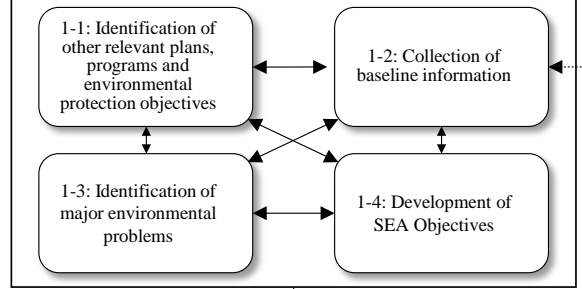 1-1: Identification of
other relevant plans,
programs and
environmental
protection objectives
1-2: Collection of
baseline information
1-3: Identification of
major environmental
problems
1-4: Development of
SEA Objectives